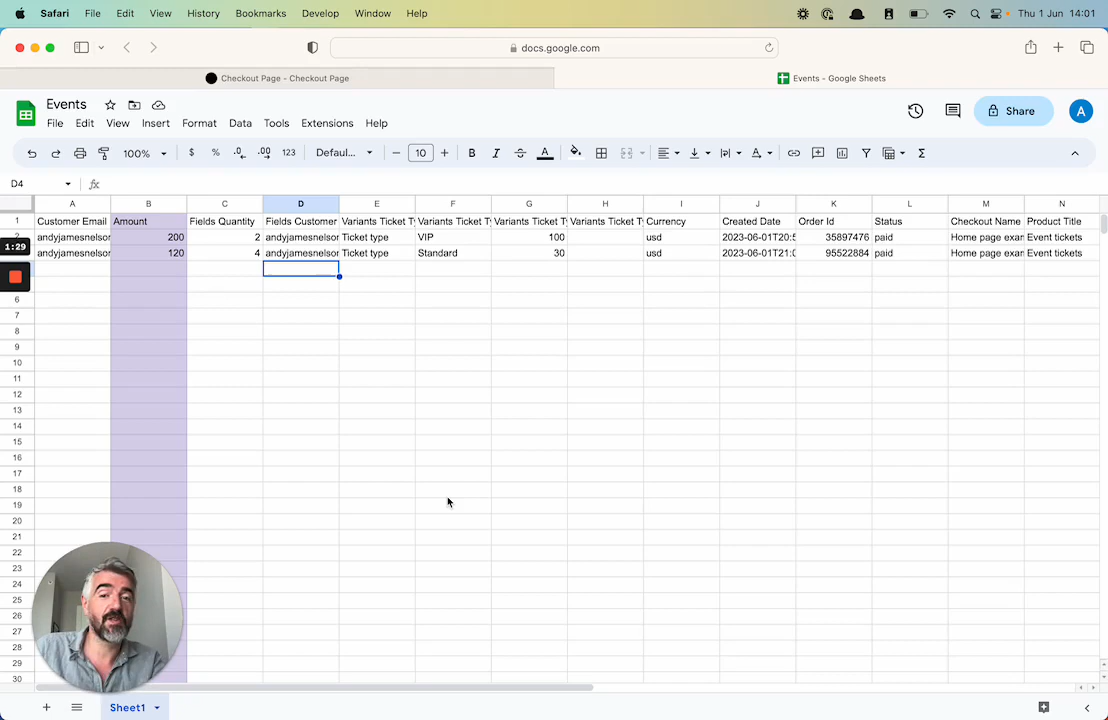 Safari File Edit View History Bookmarks Develop Window Help Thu 1 Jun 14:01
docs.google.com
Checkout Page - Checkout Page Events - Google Sheets
Events
File Edit View Insert Format Data Tools Extensions Help
Share A
100% $ % .0 .00 123 Defaul... 10 B I A Σ
D4 fx
A B C D E F G H I J K L M N
1 Customer Email Amount Fields Quantity Fields Customer Variants Ticket Ty Variants Ticket Ty Variants Ticket Ty Variants Ticket Ty Currency Created Date Order Id Status Checkout Name Product Title
2 andyjamesnelson 200 2 andyjamesnelson Ticket type VIP 100 usd 2023-06-01T20:5 35897476 paid Home page exam Event tickets
andyjamesnelson 120 4 andyjamesnelson Ticket type Standard 30 usd 2023-06-01T21:0 95522884 paid Home page exam Event tickets
1:29
6
7
8
9
10
11
12
13
14
15
16
17
18
19
20
21
22
23
24
25
26
27
28
29
30
Sheet1